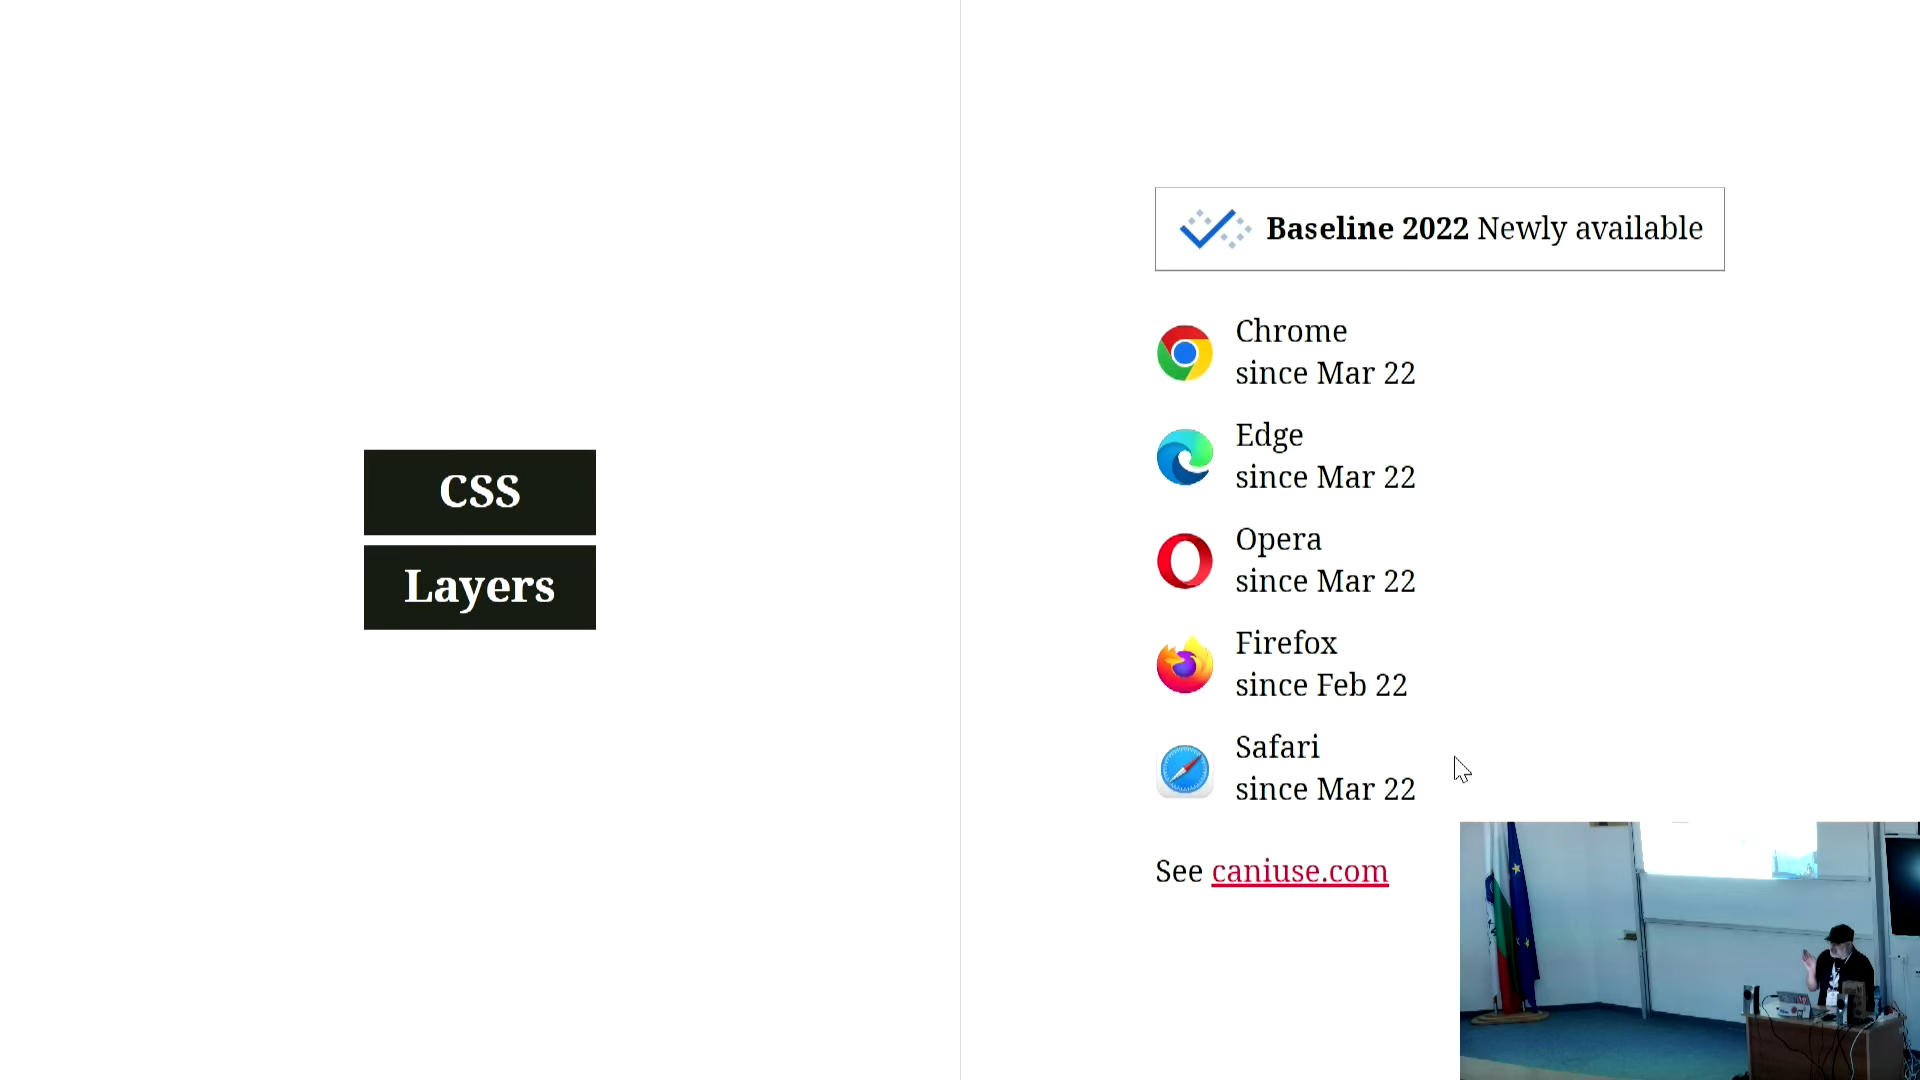 CSS
Layers
Baseline 2022 Newly available
Chrome
since Mar 22
Edge
since Mar 22
Opera
since Mar 22
Firefox
since Feb 22
Safari
since Mar 22
See caniuse.com